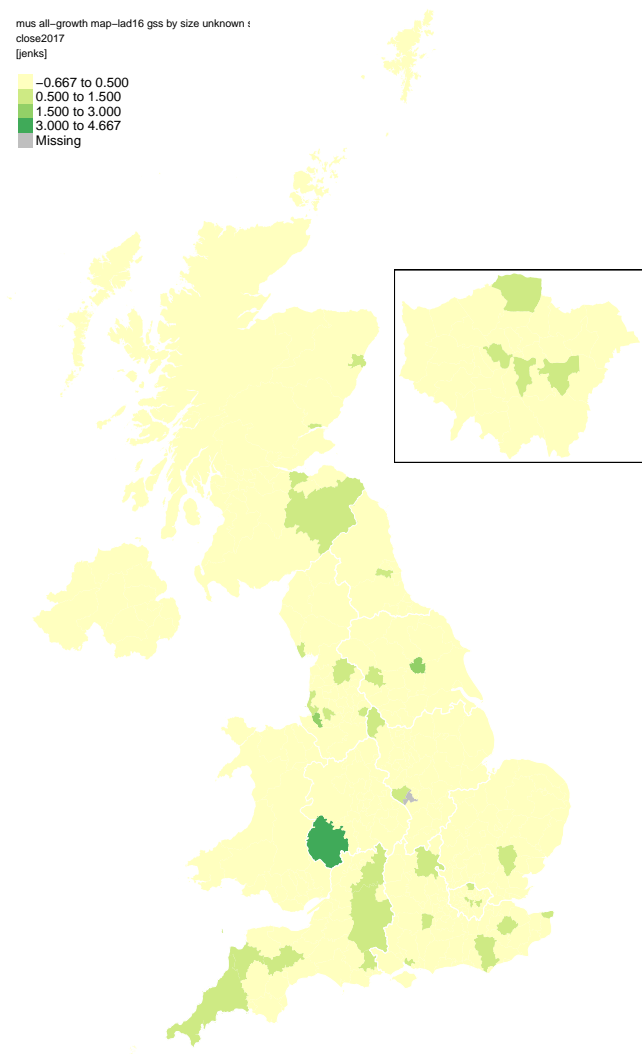 mus all−growth map−lad16 gss by size unknown
close2017
[jenks]
−0.667 to 0.500
0.500 to 1.500
1.500 to 3.000
3.000 to 4.667
Missing